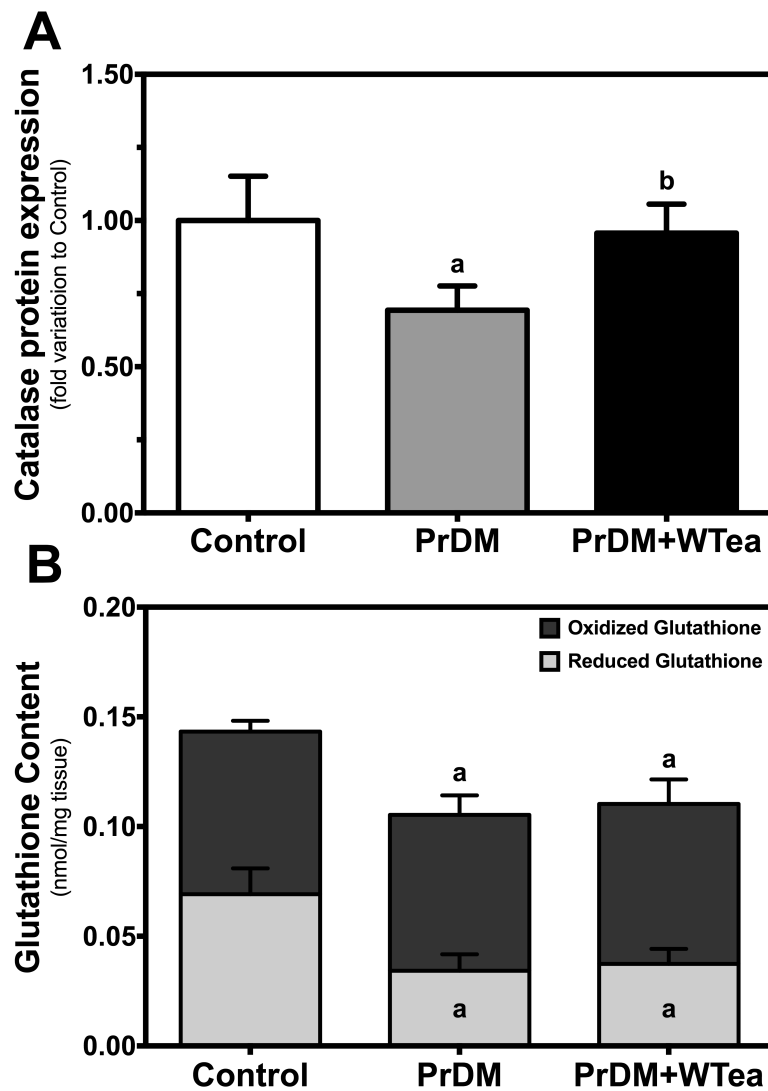 A
Catalase protein expression
(fold variatioion to Control)
1.50
1.00
0.50
0.00
a
b
Control PrDM PrDM+WTea
B
Glutathione Content
(nmol/mg tissue)
0.20
0.15
0.10
0.05
0.00
Oxidized Glutathione
Reduced Glutathione
a
a
a
a
Control PrDM PrDM+WTea